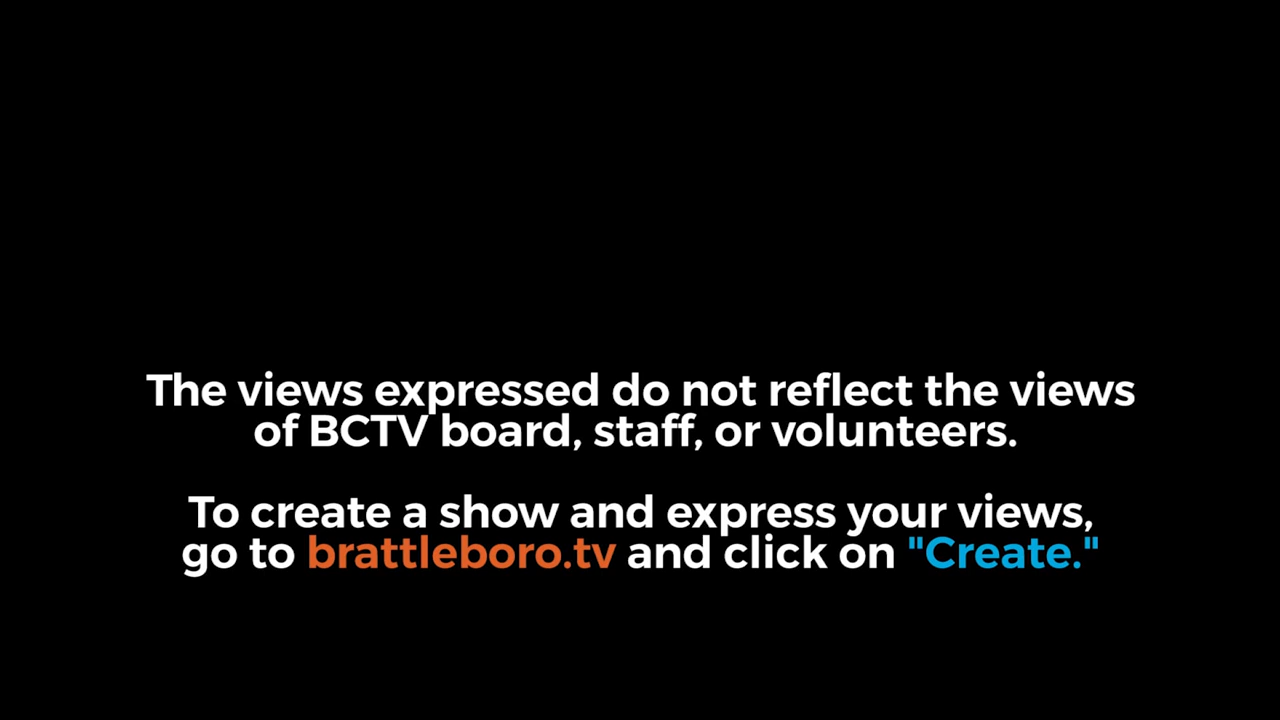 The views expressed do not reflect the views
of BCTV board, staff, or volunteers.
To create a show and express your views,
go to brattleboro.tv and click on "Create."